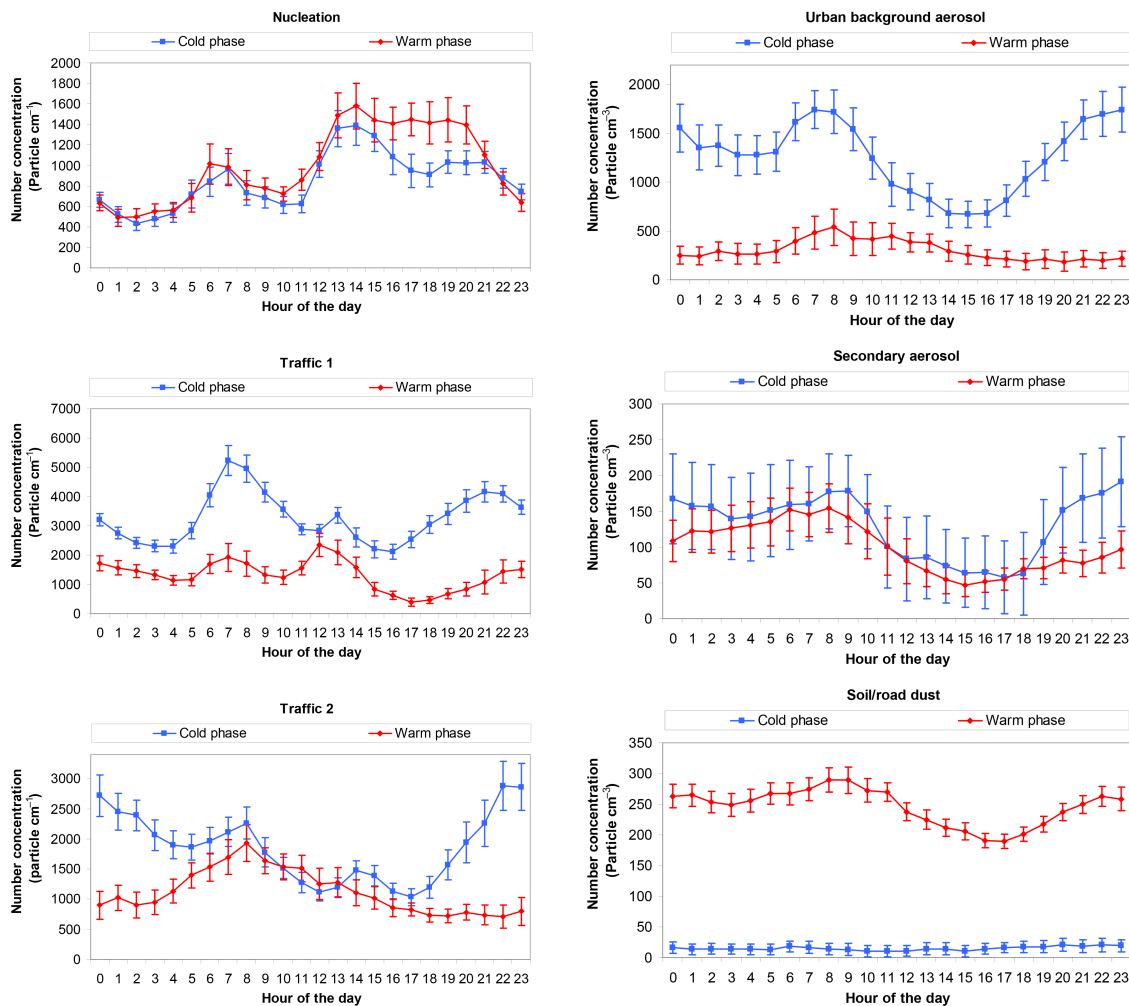 Nucleation
Cold phase Warm phase
Number concentration
(Particle cm⁻¹)
2000
1800
1600
1400
1200
1000
800
600
400
200
0
0 1 2 3 4 5 6 7 8 9 10 11 12 13 14 15 16 17 18 19 20 21 22 23
Hour of the day
Urban background aerosol
Cold phase Warm phase
Number concentration
(Particle cm⁻³)
2000
1500
1000
500
0
0 1 2 3 4 5 6 7 8 9 10 11 12 13 14 15 16 17 18 19 20 21 22 23
Hour of the day
Traffic 1
Cold phase Warm phase
Number concentration
(Particle cm⁻¹)
7000
6000
5000
4000
3000
2000
1000
0
0 1 2 3 4 5 6 7 8 9 10 11 12 13 14 15 16 17 18 19 20 21 22 23
Hour of the day
Secondary aerosol
Cold phase Warm phase
Number concentration
(Particle cm⁻³)
300
250
200
150
100
50
0
0 1 2 3 4 5 6 7 8 9 10 11 12 13 14 15 16 17 18 19 20 21 22 23
Hour of the day
Traffic 2
Cold phase Warm phase
Number concentration
(particle cm⁻¹)
3000
2500
2000
1500
1000
500
0
0 1 2 3 4 5 6 7 8 9 10 11 12 13 14 15 16 17 18 19 20 21 22 23
Hour of the day
Soil/road dust
Cold phase Warm phase
Number concentration
(Particle cm⁻³)
350
300
250
200
150
100
50
0
0 1 2 3 4 5 6 7 8 9 10 11 12 13 14 15 16 17 18 19 20 21 22 23
Hour of the day